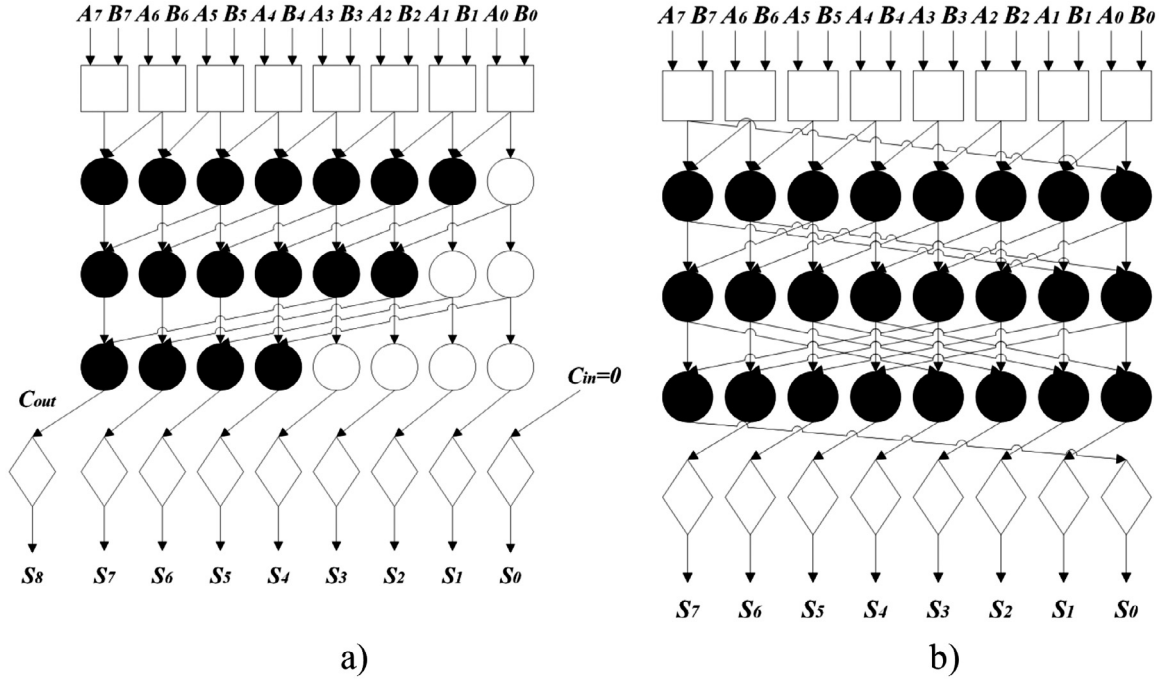 A7 B7 A6 B6 A5 B5 A4 B4 A3 B3 A2 B2 A1 B1 A0 B0
Cout
Cin=0
S8 S7 S6 S5 S4 S3 S2 S1 S0
a)
A7 B7 A6 B6 A5 B5 A4 B4 A3 B3 A2 B2 A1 B1 A0 B0
S7 S6 S5 S4 S3 S2 S1 S0
b)